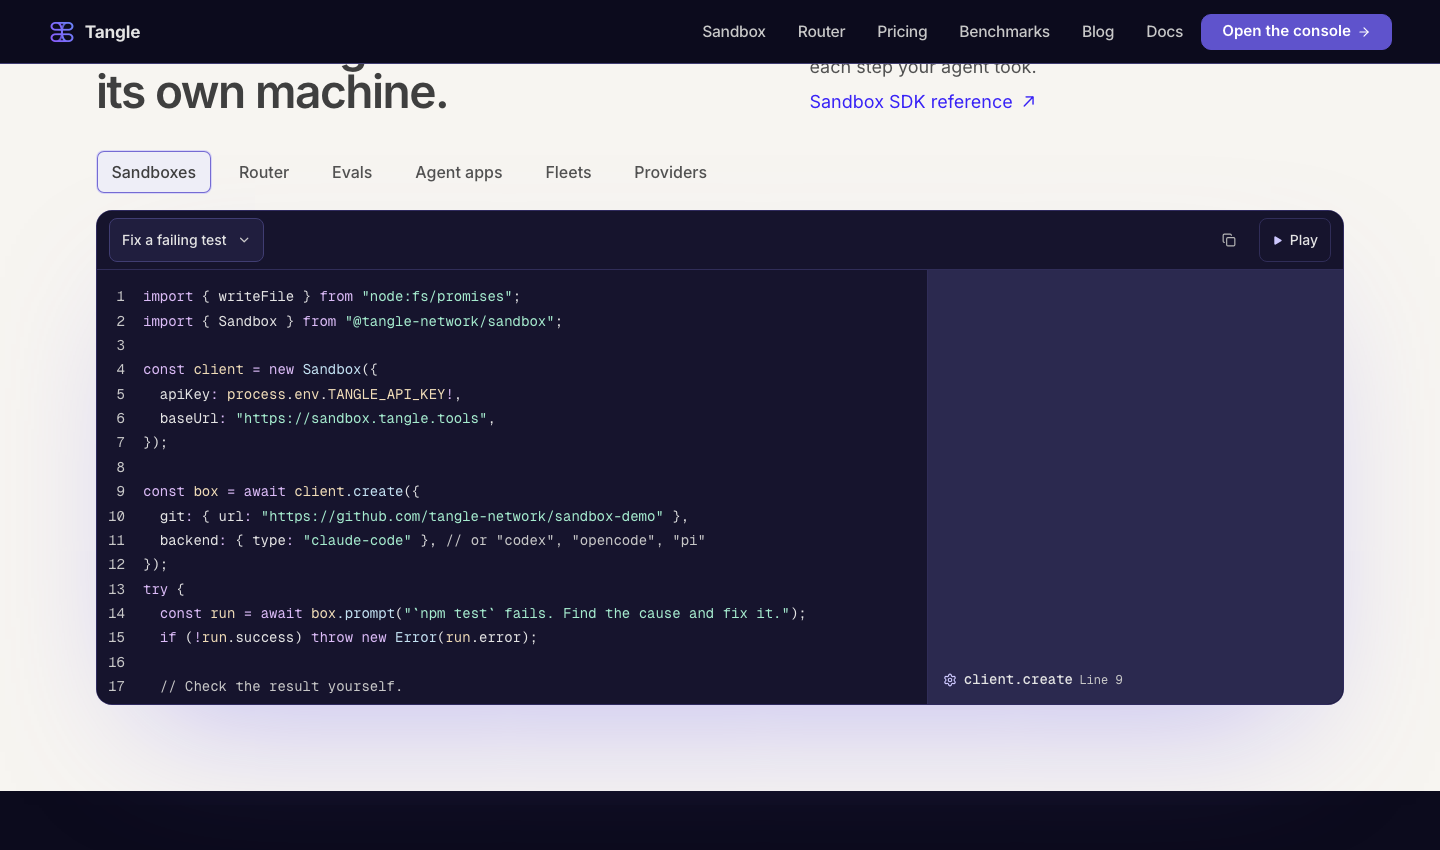 Tangle
Sandbox
Router
Pricing
Benchmarks
Blog
Docs
Open the console
its own machine.
each step your agent took.
Sandbox SDK reference
Sandboxes
Router
Evals
Agent apps
Fleets
Providers
Fix a failing test
Play
1 import { writeFile } from "node:fs/promises";
2 import { Sandbox } from "@tangle-network/sandbox";
3
4 const client = new Sandbox({
5   apiKey: process.env.TANGLE_API_KEY!,
6   baseUrl: "https://sandbox.tangle.tools",
7 });
8
9 const box = await client.create({
10   git: { url: "https://github.com/tangle-network/sandbox-demo" },
11   backend: { type: "claude-code" }, // or "codex", "opencode", "pi"
12 });
13 try {
14   const run = await box.prompt("`npm test` fails. Find the cause and fix it.");
15   if (!run.success) throw new Error(run.error);
16
17   // Check the result yourself.
client.create Line 9